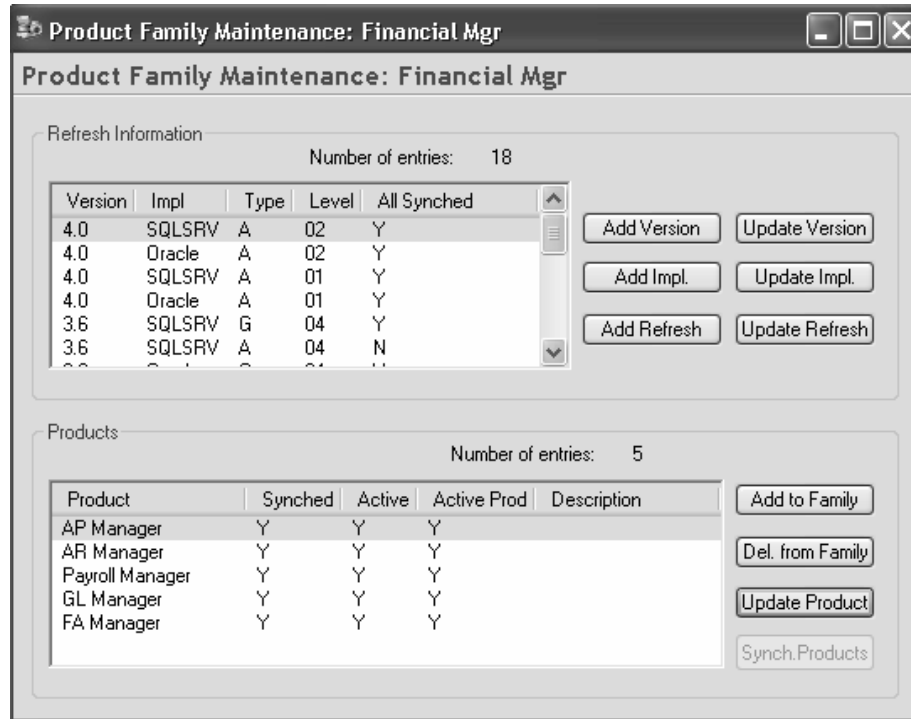 Product Family Maintenance: Financial Mgr
Product Family Maintenance: Financial Mgr
Refresh Information
Number of entries: 18
Version Impl Type Level All Synched
4.0 SQLSRV A 02 Y
4.0 Oracle A 02 Y
4.0 SQLSRV A 01 Y
4.0 Oracle A 01 Y
3.6 SQLSRV G 04 Y
3.6 SQLSRV A 04 N
Add Version Update Version
Add Impl. Update Impl.
Add Refresh Update Refresh
Products
Number of entries: 5
Product Synched Active Active Prod Description
AP Manager Y Y Y
AR Manager Y Y Y
Payroll Manager Y Y Y
GL Manager Y Y Y
FA Manager Y Y Y
Add to Family
Del. from Family
Update Product
Synch.Products